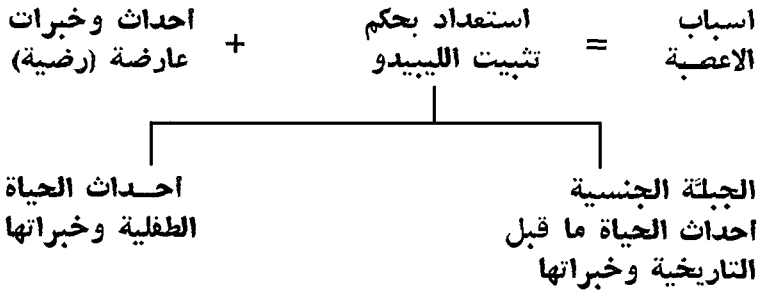 اسباب = استعداد بحكم + احداث وخبرات
الاعصبة تثبيت الليبيدو عارضة (رضية)
الجبلَّة الجنسية
احداث الحياة ما قبل
التاريخية وخبراتها
احداث الحياة
الطفلية وخبراتها